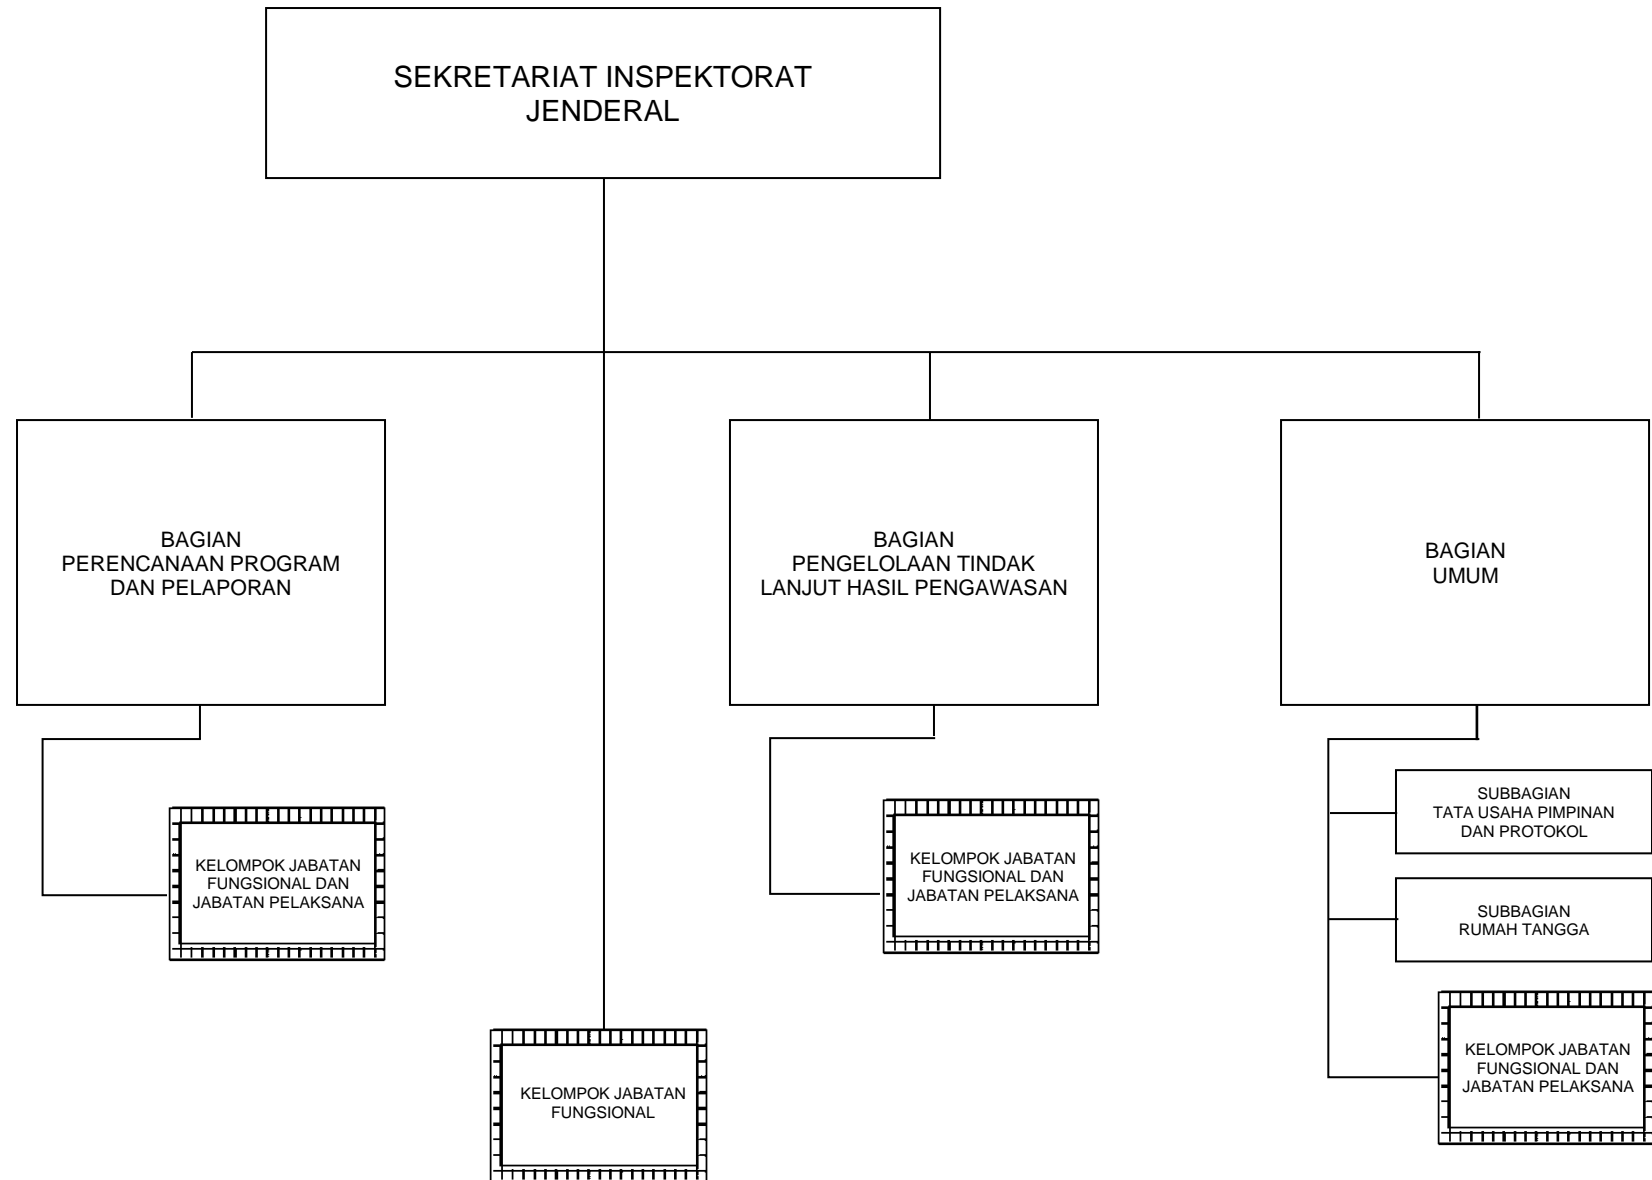 SEKRETARIAT INSPEKTORAT
JENDERAL
BAGIAN
PERENCANAAN PROGRAM
DAN PELAPORAN
BAGIAN
PENGELOLAAN TINDAK
LANJUT HASIL PENGAWASAN
BAGIAN
UMUM
KELOMPOK JABATAN
FUNGSIONAL DAN
JABATAN PELAKSANA
KELOMPOK JABATAN
FUNGSIONAL DAN
JABATAN PELAKSANA
SUBBAGIAN
TATA USAHA PIMPINAN
DAN PROTOKOL
SUBBAGIAN
RUMAH TANGGA
KELOMPOK JABATAN
FUNGSIONAL DAN
JABATAN PELAKSANA
KELOMPOK JABATAN
FUNGSIONAL